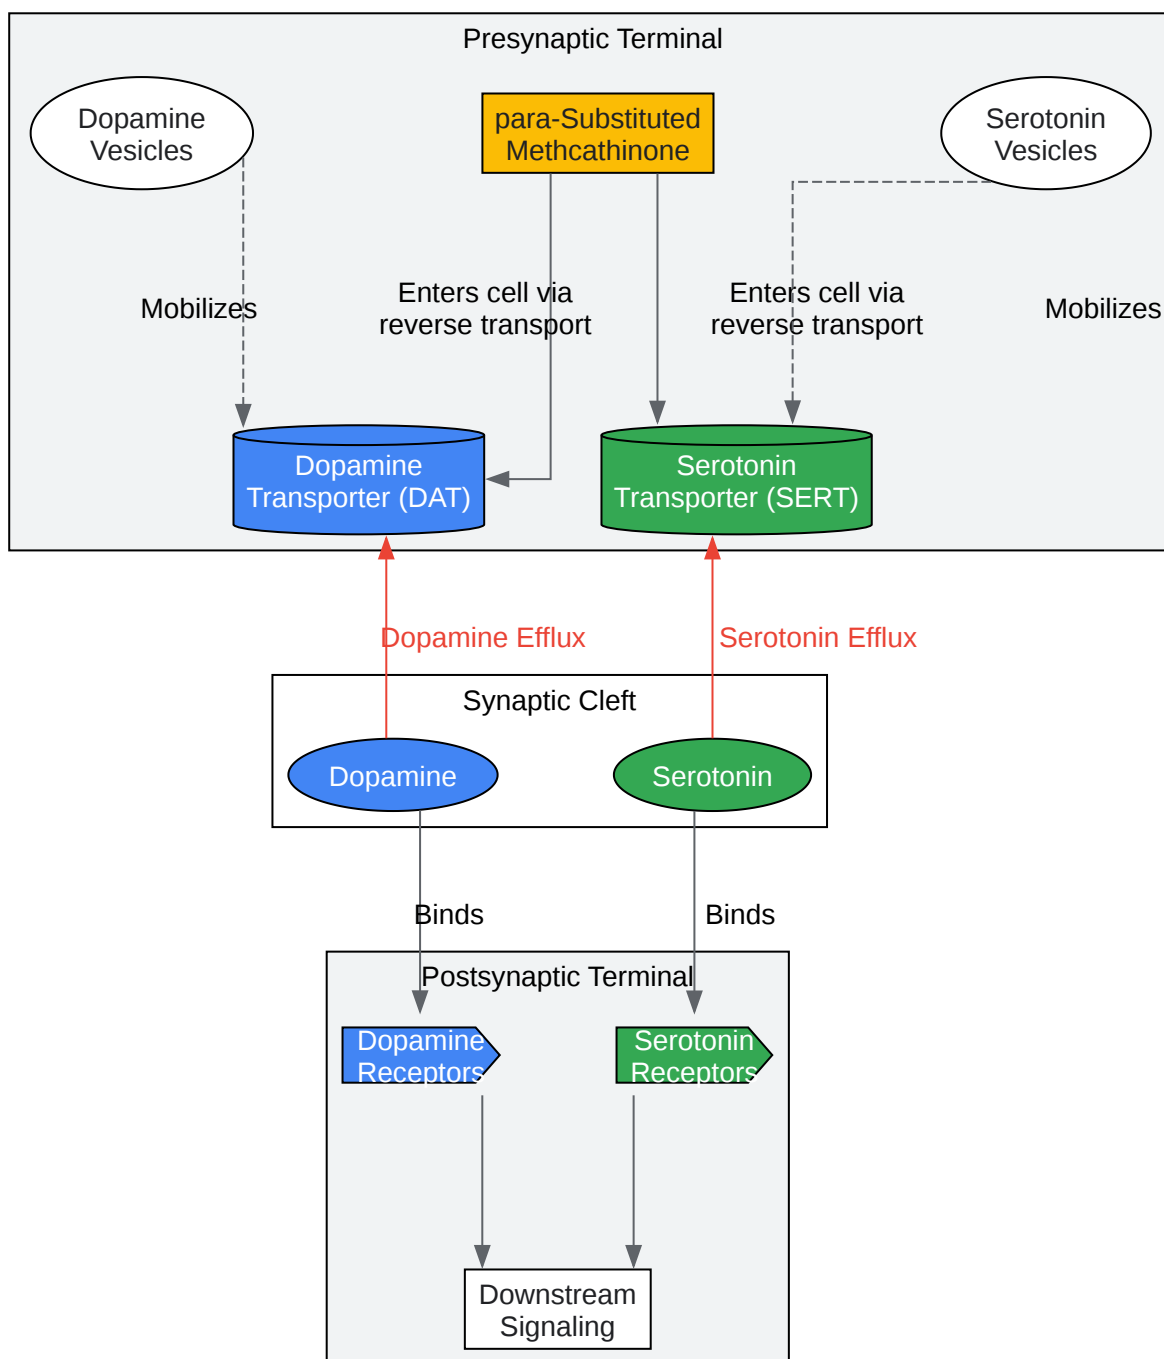 Presynaptic Terminal
Dopamine
Vesicles
para-Substituted
Methcathinone
Serotonin
Vesicles
Mobilizes
Enters cell via
reverse transport
Enters cell via
reverse transport
Mobilizes
Dopamine
Transporter (DAT)
Serotonin
Transporter (SERT)
Dopamine Efflux
Serotonin Efflux
Synaptic Cleft
Dopamine
Serotonin
Binds
Binds
Postsynaptic Terminal
Dopamine
Receptors
Serotonin
Receptors
Downstream
Signaling